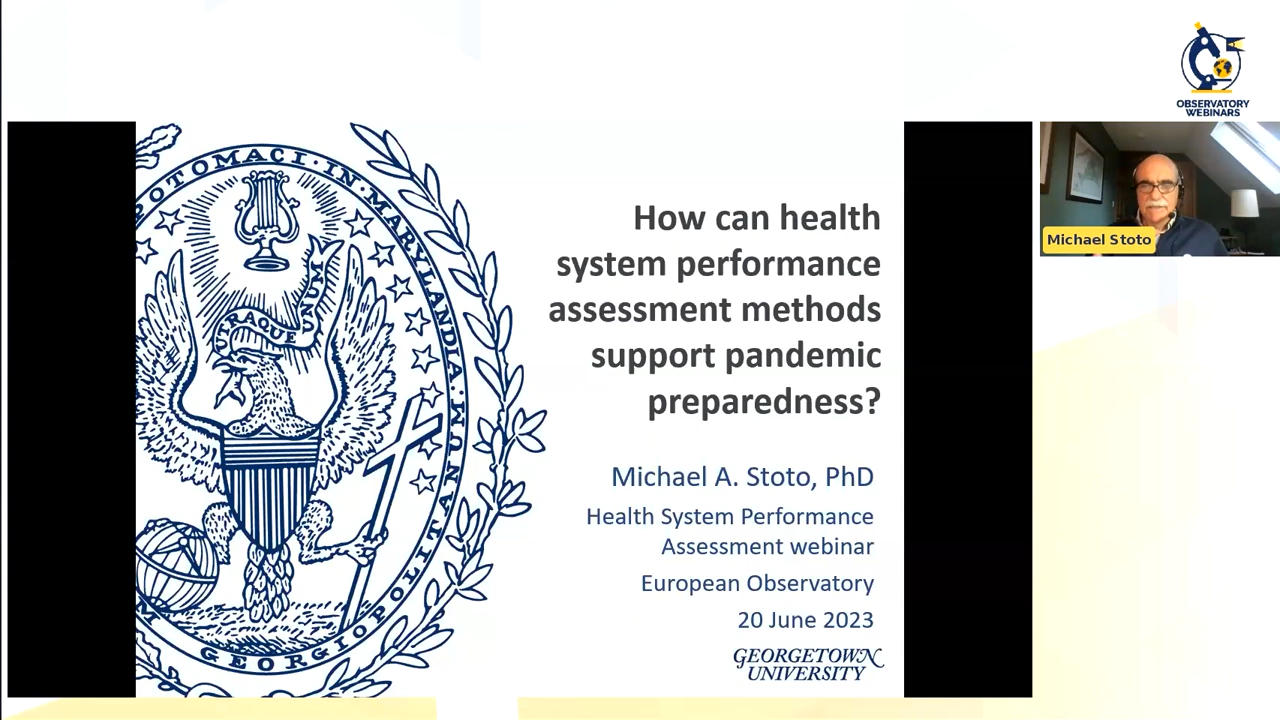 OBSERVATORY
WEBINARS
Michael Stoto
POTOMACI·IN·MARYLANDIA·
UTRAQUE UNUM
GEORGIOPOLITANUM
How can health
system performance
assessment methods
support pandemic
preparedness?
Michael A. Stoto, PhD
Health System Performance
Assessment webinar
European Observatory
20 June 2023
GEORGETOWN
UNIVERSITY